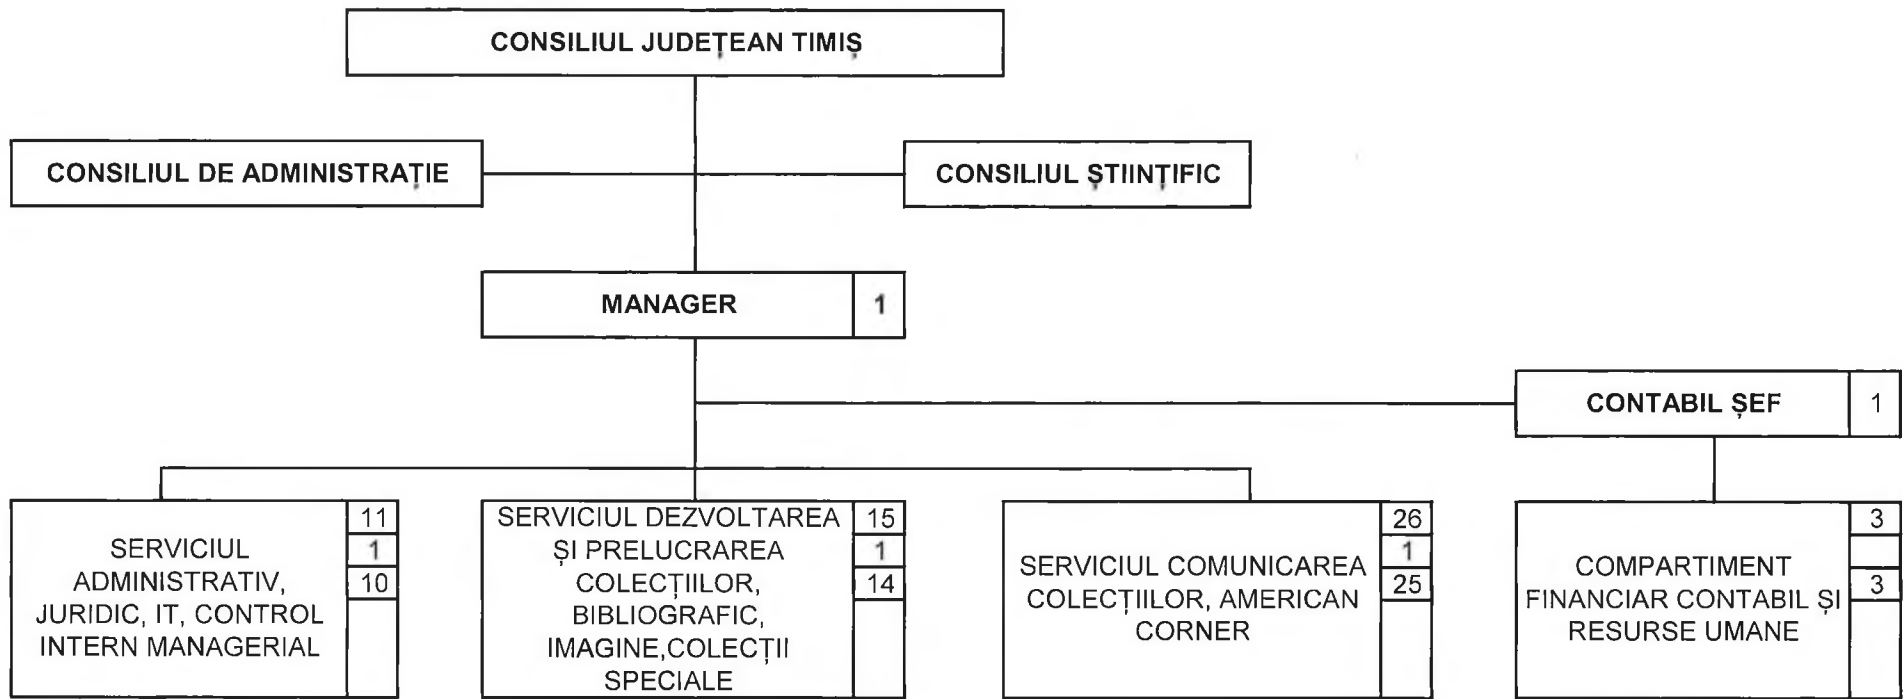 CONSILIUL JUDEȚEAN TIMIȘ
CONSILIUL DE ADMINISTRAȚIE
CONSILIUL ȘTIINȚIFIC
MANAGER
1
CONTABIL ȘEF
1
SERVICIUL
ADMINISTRATIV,
JURIDIC, IT, CONTROL
INTERN MANAGERIAL
11
1
10
SERVICIUL DEZVOLTAREA
ȘI PRELUCRAREA
COLECȚIILOR,
BIBLIOGRAFIC,
IMAGINE,COLECȚII
SPECIALE
15
1
14
SERVICIUL COMUNICAREA
COLECȚIILOR, AMERICAN
CORNER
26
1
25
COMPARTIMENT
FINANCIAR CONTABIL ȘI
RESURSE UMANE
3
3